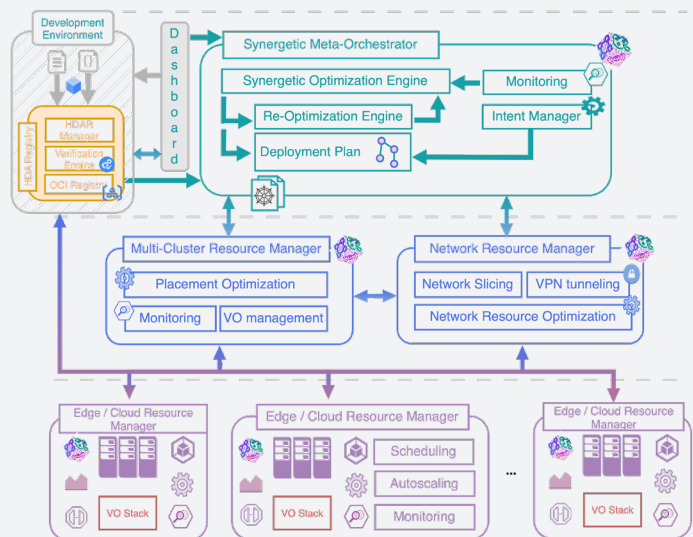 Development
Environment
Dashboard
Synergetic Meta-Orchestrator
Synergetic Optimization Engine
Monitoring
Re-Optimization Engine
Intent Manager
Deployment Plan
HDA Registry
HDAR Manager
Verification
Engine
OCI Registry
Multi-Cluster Resource Manager
Placement Optimization
Monitoring
VO management
Network Resource Manager
Network Slicing
VPN tunneling
Network Resource Optimization
Edge / Cloud Resource
Manager
VO Stack
Edge / Cloud Resource Manager
Scheduling
Autoscaling
Monitoring
VO Stack
...
Edge / Cloud Resource
Manager
VO Stack